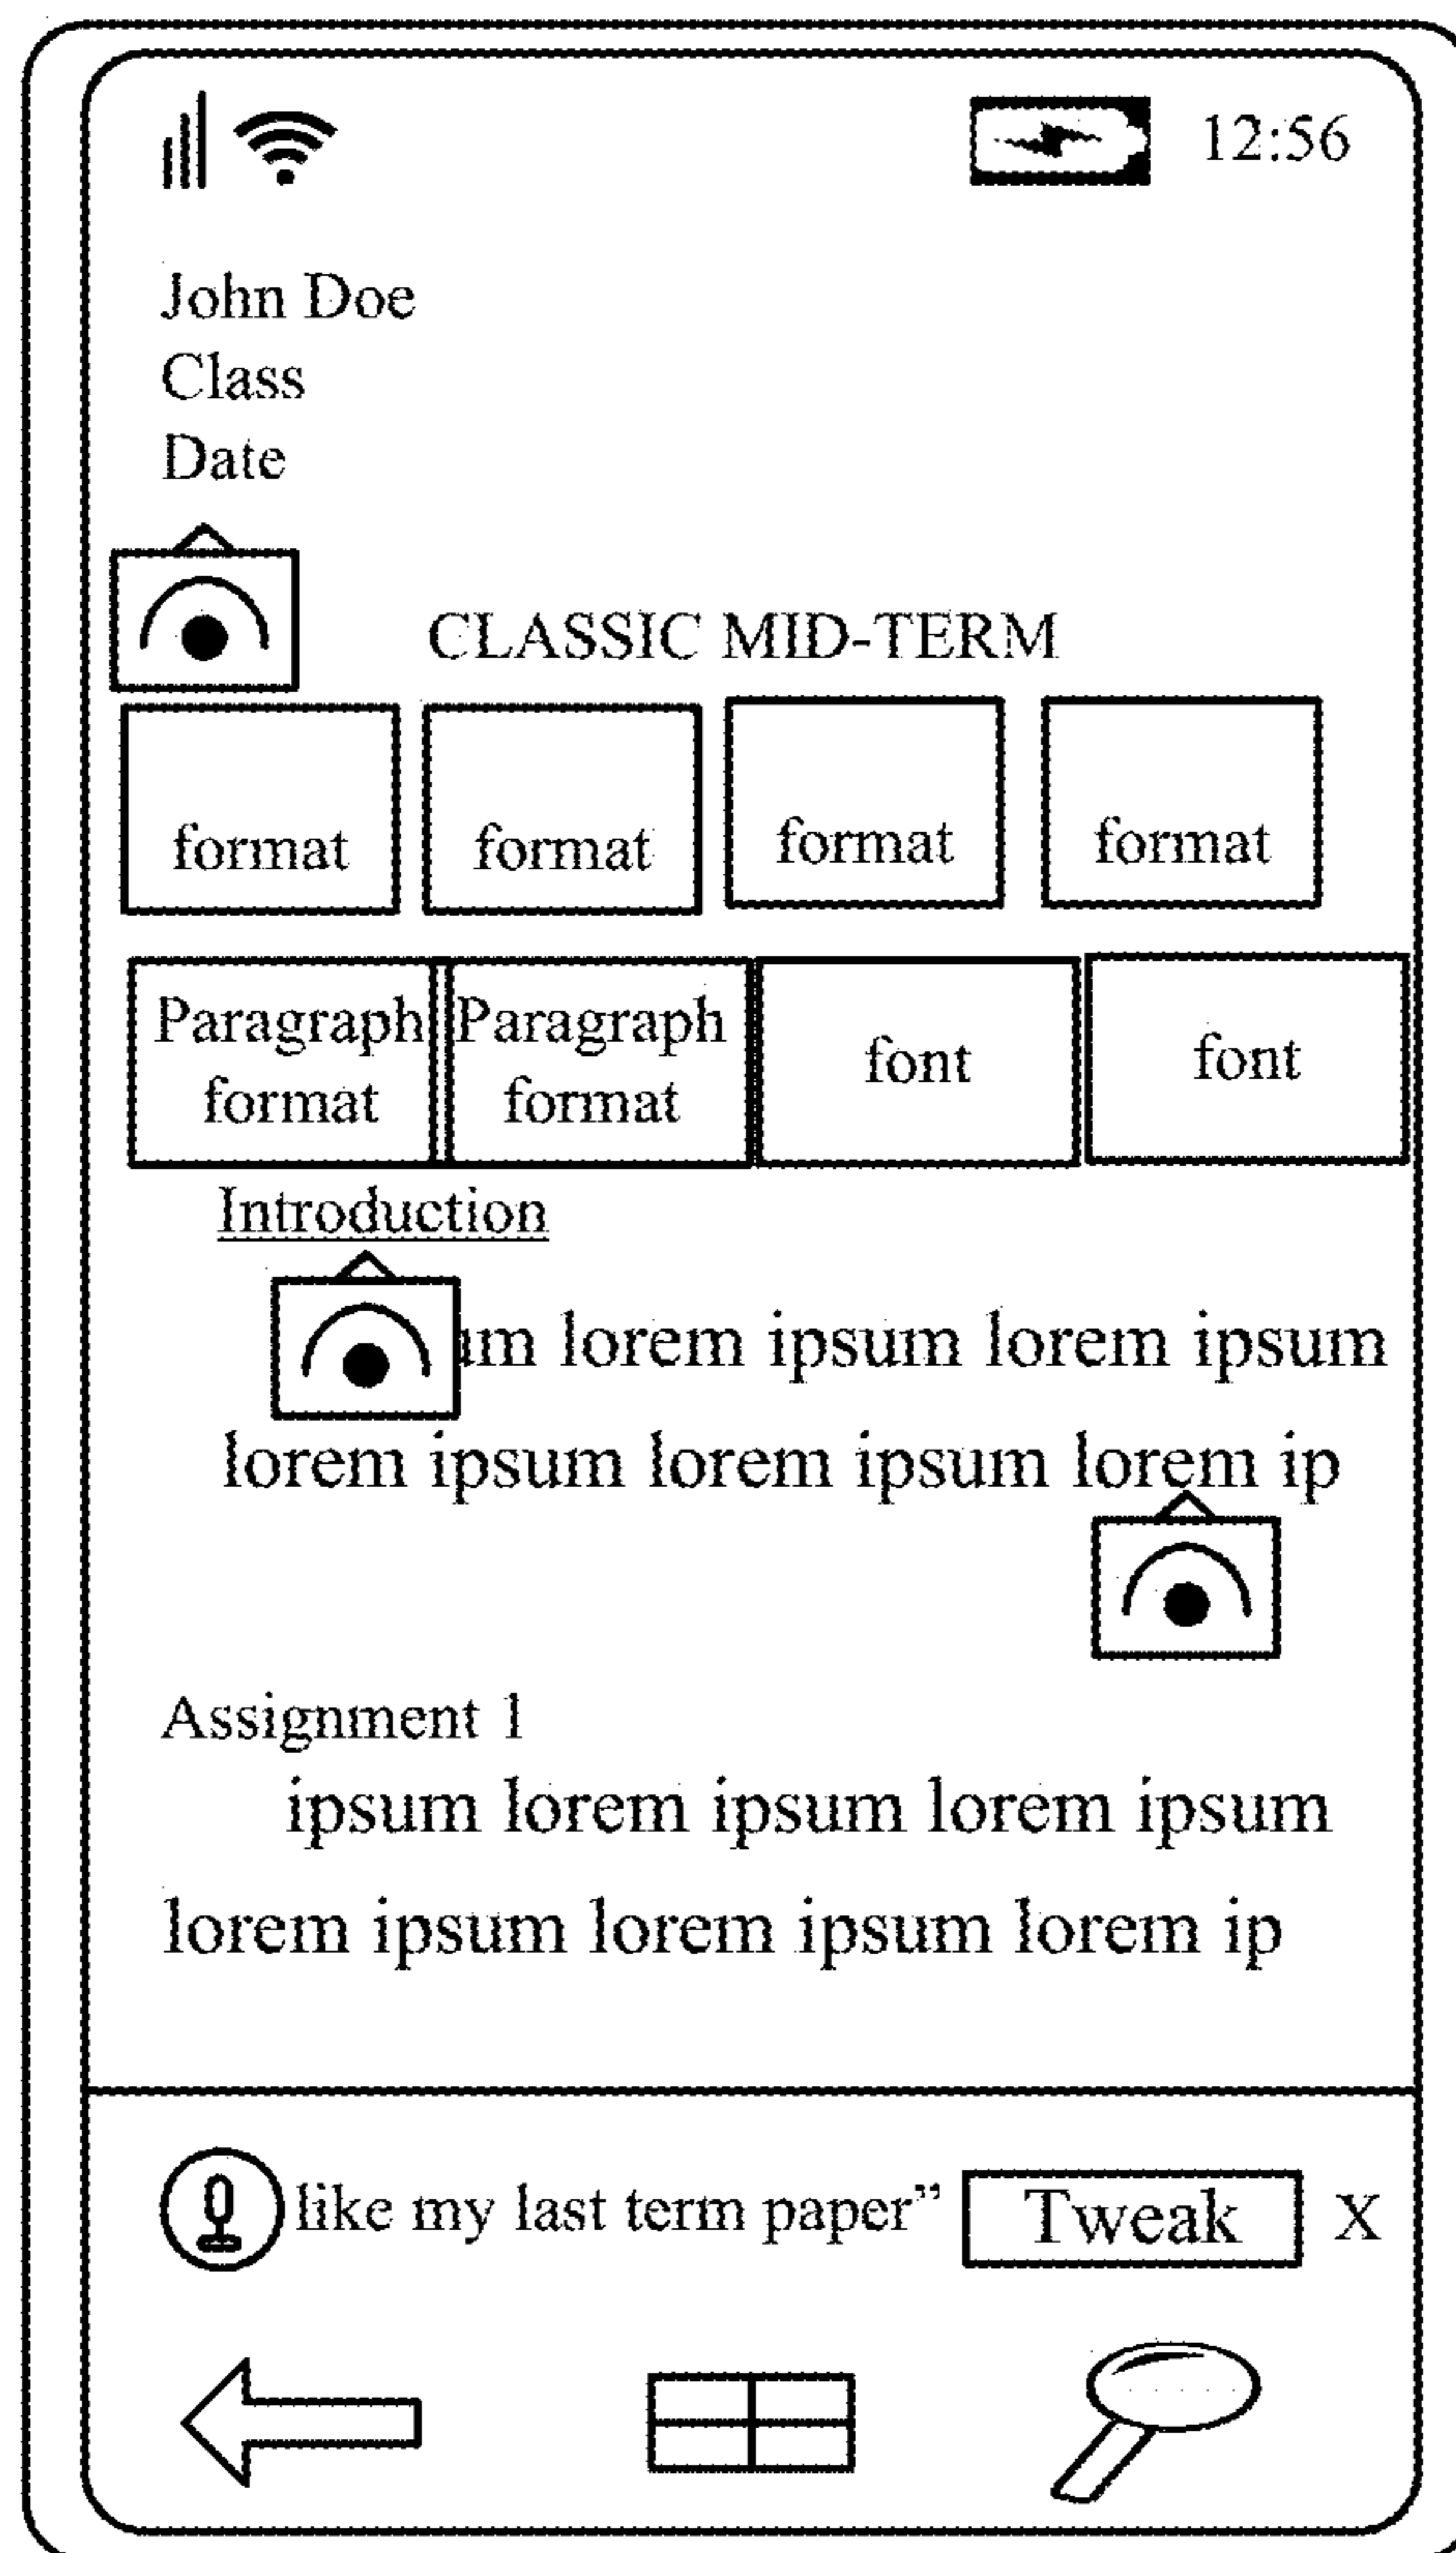 12:56
John Doe
Class
Date
CLASSIC MID-TERM
format format format format
Paragraph format Paragraph format font font
Introduction
um lorem ipsum lorem ipsum
lorem ipsum lorem ipsum lorem ip
Assignment 1
ipsum lorem ipsum lorem ipsum
lorem ipsum lorem ipsum lorem ip
like my last term paper” Tweak X